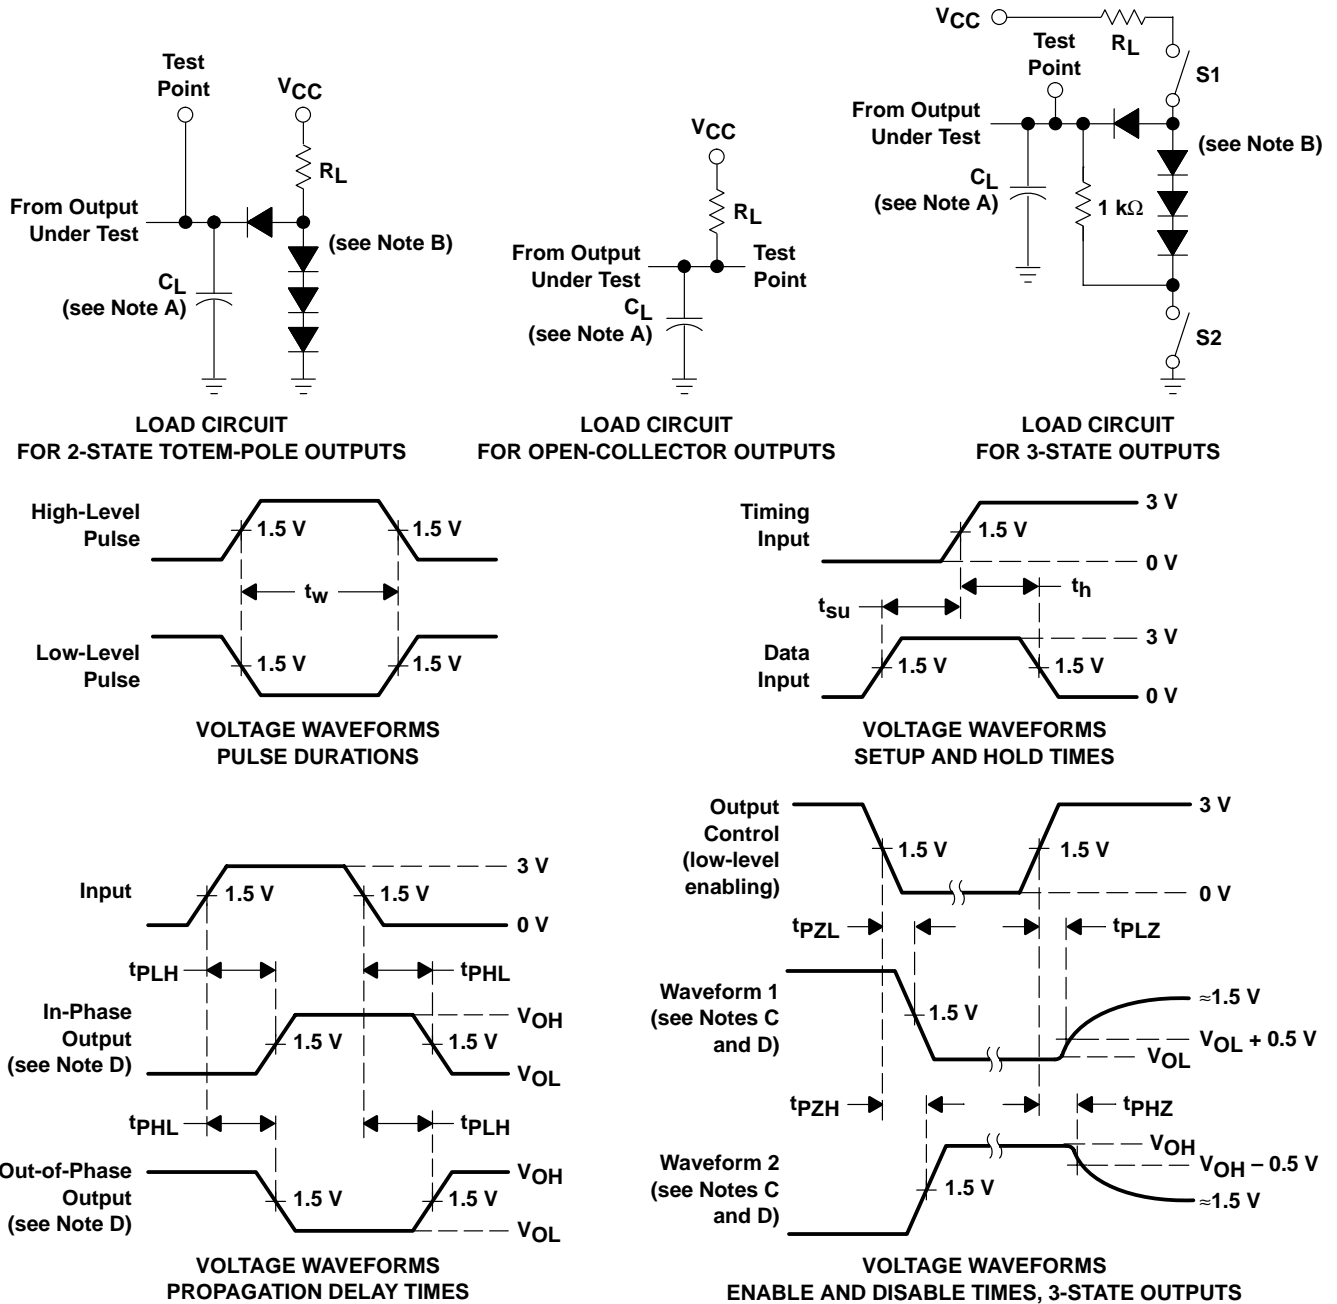 Test
Point
VCC
RL
From Output
Under Test
(see Note B)
CL
(see Note A)
LOAD CIRCUIT
FOR 2-STATE TOTEM-POLE OUTPUTS
VCC
RL
From Output
Under Test
Test
Point
CL
(see Note A)
LOAD CIRCUIT
FOR OPEN-COLLECTOR OUTPUTS
VCC
RL
Test
Point
S1
From Output
Under Test
(see Note B)
CL
(see Note A)
1 kΩ
S2
LOAD CIRCUIT
FOR 3-STATE OUTPUTS
High-Level
Pulse
1.5 V
1.5 V
tw
Low-Level
Pulse
1.5 V
1.5 V
VOLTAGE WAVEFORMS
PULSE DURATIONS
Timing
Input
1.5 V
3 V
0 V
th
tsu
Data
Input
1.5 V
1.5 V
3 V
0 V
VOLTAGE WAVEFORMS
SETUP AND HOLD TIMES
Input
1.5 V
1.5 V
3 V
0 V
tPLH
tPHL
In-Phase
Output
(see Note D)
1.5 V
1.5 V
VOH
VOL
tPHL
tPLH
Out-of-Phase
Output
(see Note D)
1.5 V
1.5 V
VOH
VOL
VOLTAGE WAVEFORMS
PROPAGATION DELAY TIMES
Output
Control
(low-level
enabling)
1.5 V
1.5 V
3 V
0 V
tPZL
tPLZ
Waveform 1
(see Notes C
and D)
1.5 V
≈1.5 V
VOL + 0.5 V
VOL
tPZH
tPHZ
Waveform 2
(see Notes C
and D)
1.5 V
VOH
VOH – 0.5 V
≈1.5 V
VOLTAGE WAVEFORMS
ENABLE AND DISABLE TIMES, 3-STATE OUTPUTS